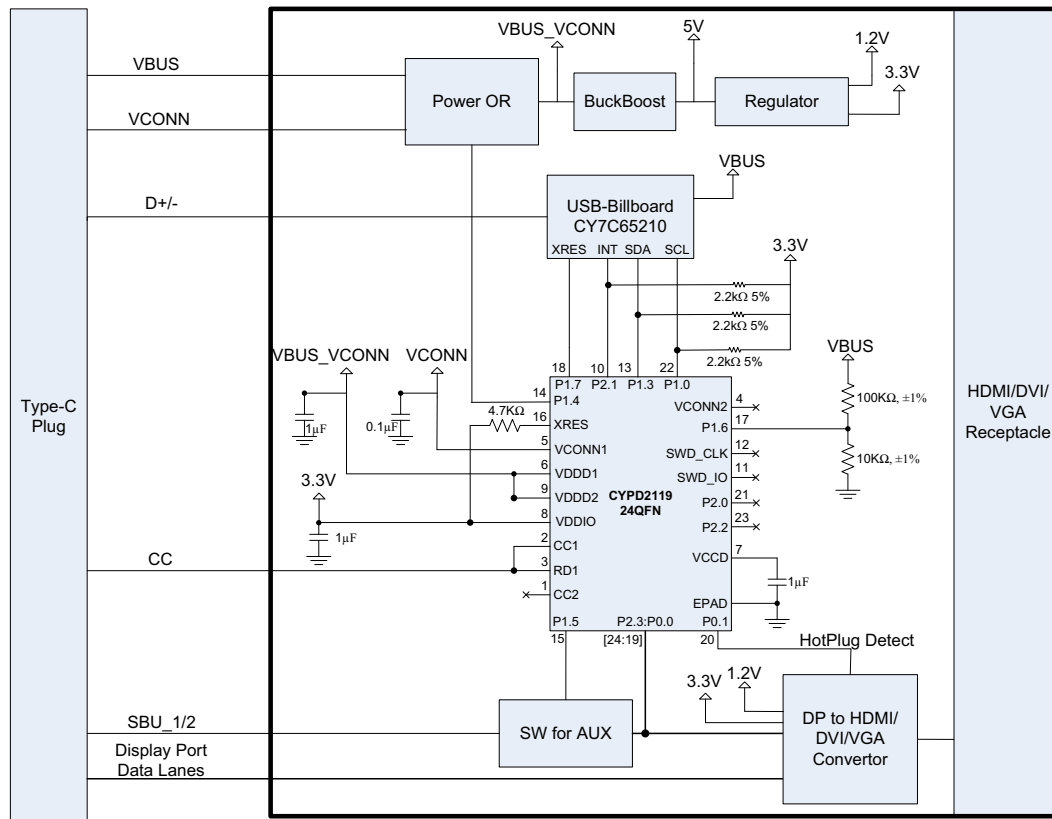 VBUS_VCONN
5V
1.2V
3.3V
VBUS
Power OR
BuckBoost
Regulator
VCONN
VBUS
D+/-
USB-Billboard
CY7C65210
XRES INT SDA SCL
3.3V
2.2kΩ 5%
2.2kΩ 5%
2.2kΩ 5%
VBUS_VCONN
VCONN
VBUS
18 10 13 22
P1.7 P2.1 P1.3 P1.0
Type-C
Plug
HDMI/DVI/
VGA
Receptacle
1µF
0.1µF
4.7KΩ
14
P1.4
16
XRES
5
VCONN1
6
VDDD1
9
VDDD2
8
VDDIO
2
CC1
3
RD1
1
CC2
3.3V
1µF
CC
CYPD2119
24QFN
4
VCONN2
17
P1.6
12
SWD_CLK
11
SWD_IO
21
P2.0
23
P2.2
7
VCCD
EPAD
100KΩ, ±1%
10KΩ, ±1%
1µF
P1.5 P2.3:P0.0 P0.1
15 [24:19] 20
HotPlug Detect
3.3V
1.2V
SBU_1/2
SW for AUX
DP to HDMI/
DVI/VGA
Convertor
Display Port
Data Lanes